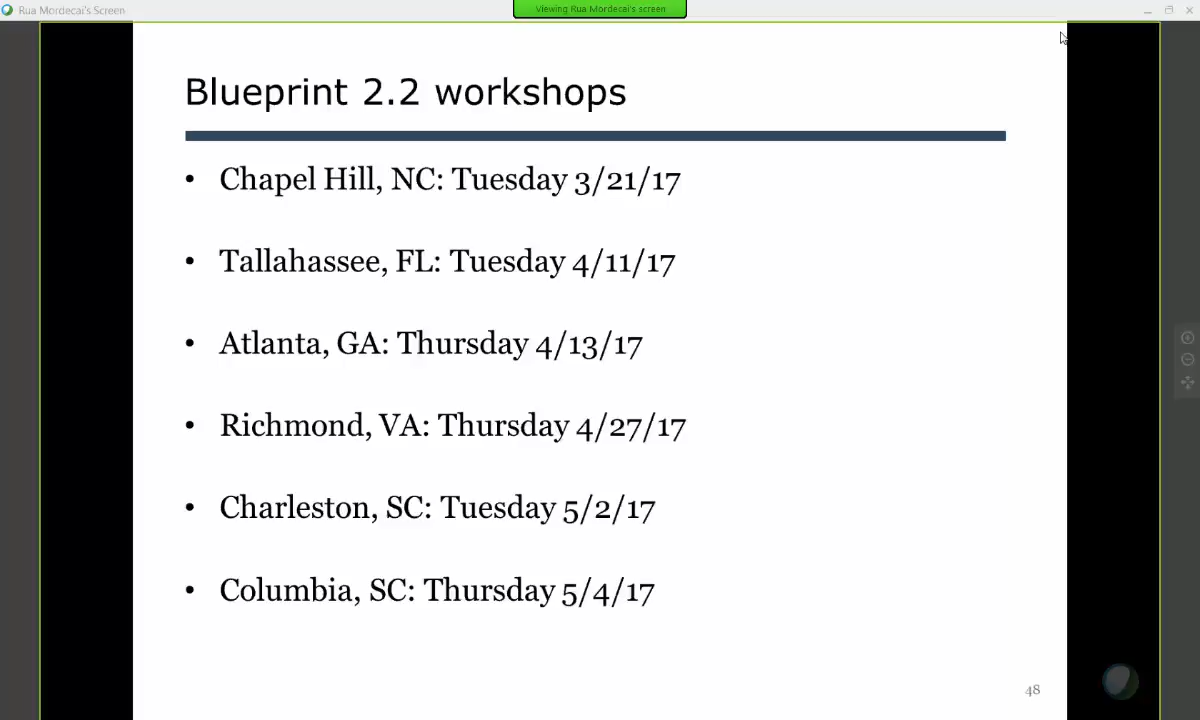 Rua Mordecai's Screen
Viewing Rua Mordecai's screen
Blueprint 2.2 workshops
• Chapel Hill, NC: Tuesday 3/21/17
• Tallahassee, FL: Tuesday 4/11/17
• Atlanta, GA: Thursday 4/13/17
• Richmond, VA: Thursday 4/27/17
• Charleston, SC: Tuesday 5/2/17
• Columbia, SC: Thursday 5/4/17
48